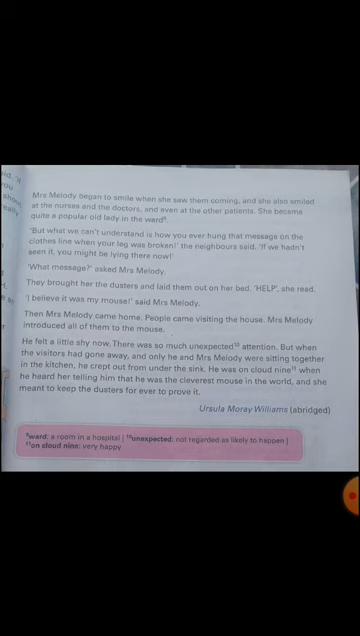 aid. 'If
you
shout
really
Mrs Melody began to smile when she saw them coming, and she also smiled
at the nurses and the doctors, and even at the other patients. She became
quite a popular old lady in the ward⁹.
'But what we can't understand is how you ever hung that message on the
clothes line when your leg was broken!' the neighbours said. 'If we hadn't
seen it, you might be lying there now!'
'What message?' asked Mrs Melody.
They brought her the dusters and laid them out on her bed. 'HELP', she read.
'I believe it was my mouse!' said Mrs Melody.
Then Mrs Melody came home. People came visiting the house. Mrs Melody
introduced all of them to the mouse.
He felt a little shy now. There was so much unexpected¹⁰ attention. But when
the visitors had gone away, and only he and Mrs Melody were sitting together
in the kitchen, he crept out from under the sink. He was on cloud nine¹¹ when
he heard her telling him that he was the cleverest mouse in the world, and she
meant to keep the dusters for ever to prove it.
Ursula Moray Williams (abridged)
⁹ward: a room in a hospital | ¹⁰unexpected: not regarded as likely to happen |
¹¹on cloud nine: very happy